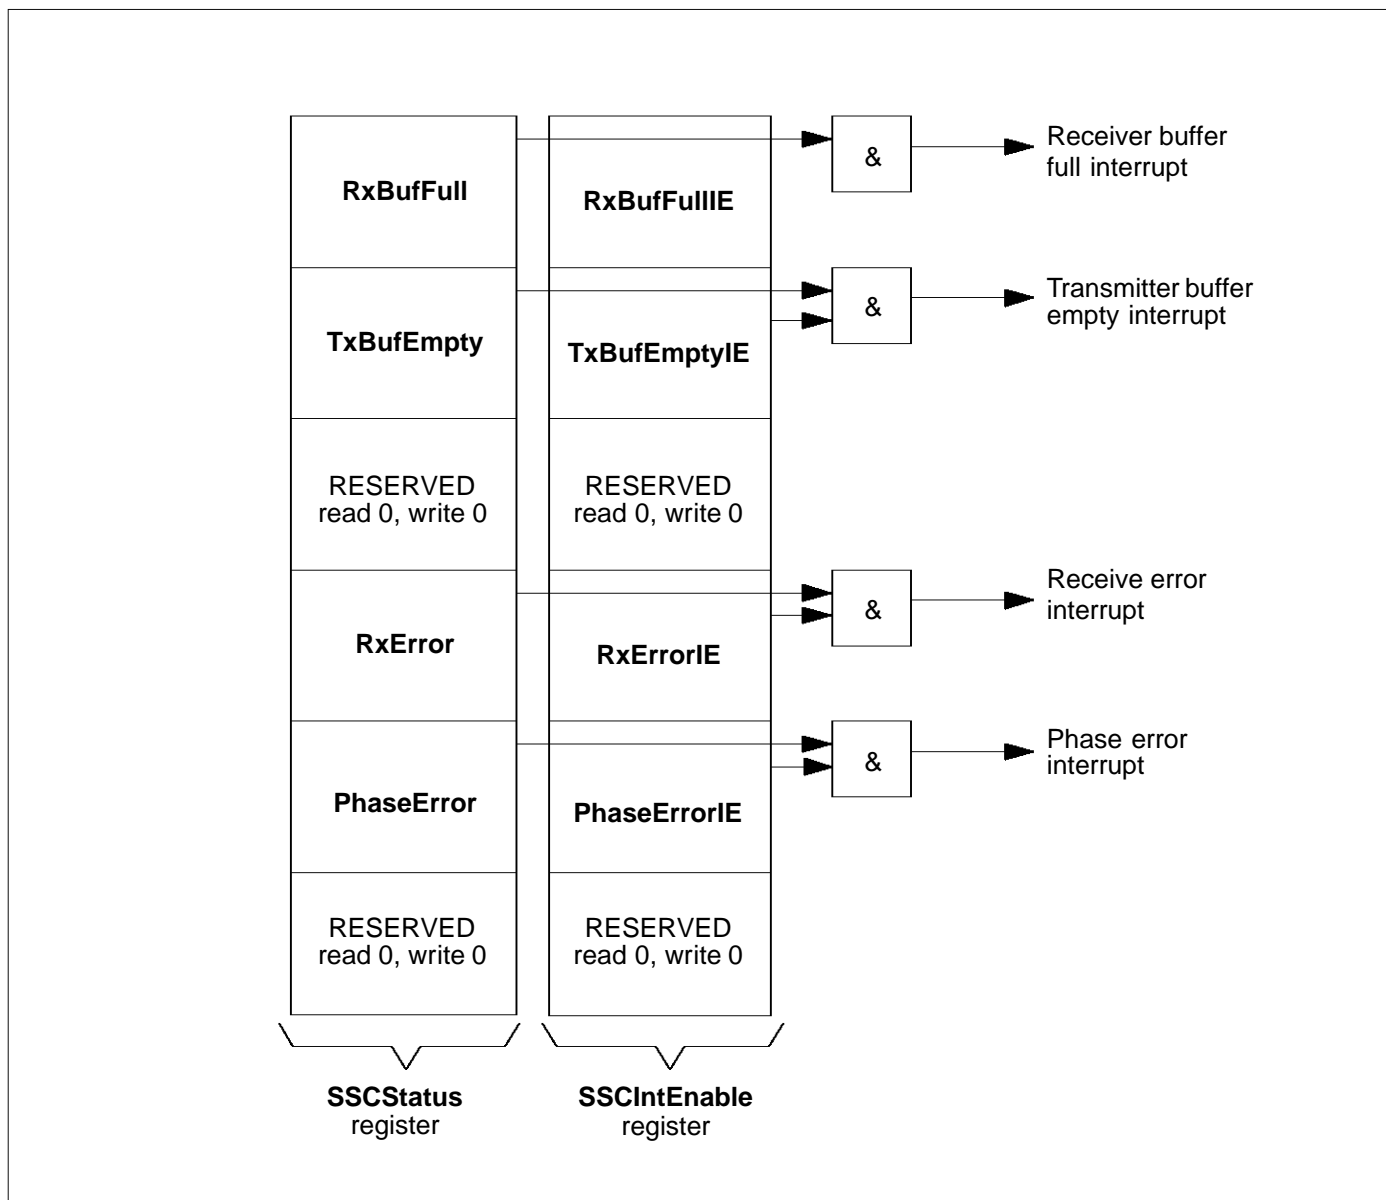 RxBufFull
RxBufFullIE
&
Receiver buffer
full interrupt
TxBufEmpty
TxBufEmptyIE
&
Transmitter buffer
empty interrupt
RESERVED
read 0, write 0
RESERVED
read 0, write 0
RxError
RxErrorIE
&
Receive error
interrupt
PhaseError
PhaseErrorIE
&
Phase error
interrupt
RESERVED
read 0, write 0
RESERVED
read 0, write 0
SSCStatus
register
SSCIntEnable
register